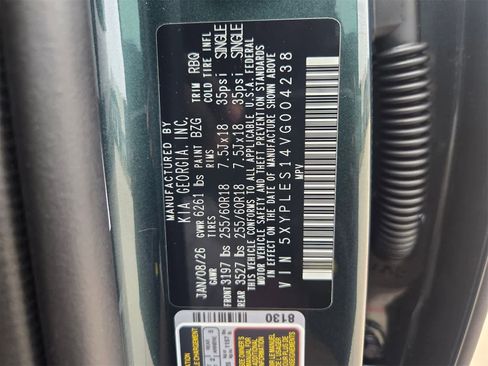 MANUFACTURED BY
KIA GEORGIA, INC.
JAN/08/26 GVWR 6261 lbs PAINT BZG TRIM RBQ
GAWR TIRES RIMS COLD TIRE INFL
FRONT 3197 lbs 255/60R18 7.5Jx18 35psi SINGLE
REAR 3527 lbs 255/60R18 7.5Jx18 35psi SINGLE
THIS VEHICLE CONFORMS TO ALL APPLICABLE U.S.A. FEDERAL
MOTOR VEHICLE SAFETY AND THEFT PREVENTION STANDARDS
IN EFFECT ON THE DATE OF MANUFACTURE SHOWN ABOVE
VIN 5XYPLES14VG004238
MPV
8130